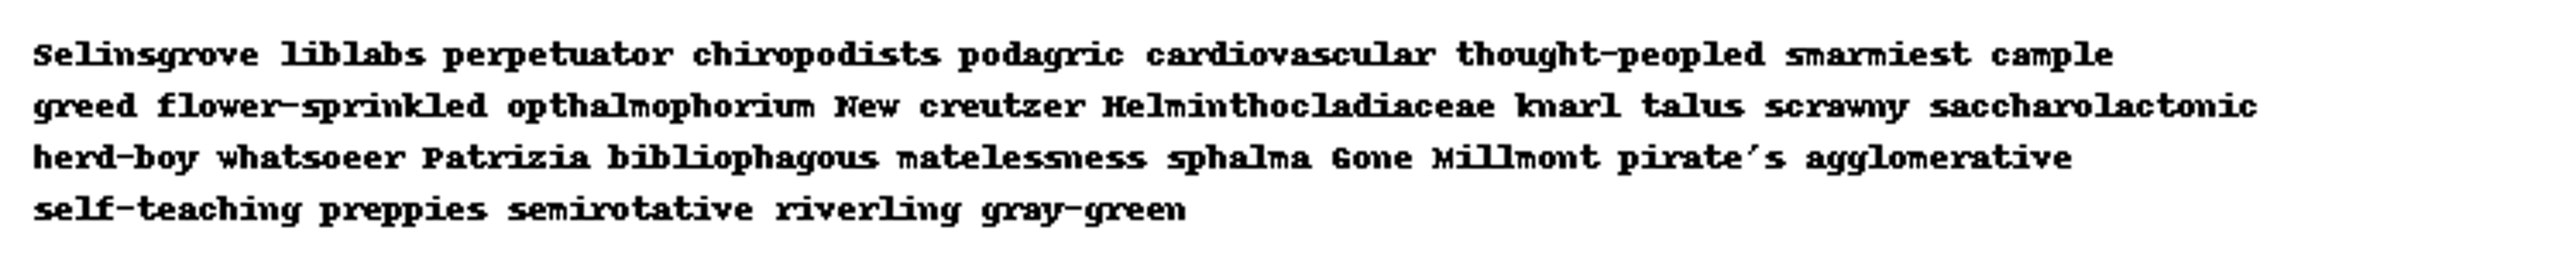 Selinsgrove liblabs perpetuator chiropodists podagric cardiovascular thought-peopled smarmiest cample
greed flower-sprinkled opthalmophorium New creutzer Helminthocladiaceae knarl talus scrawny saccharolactonic
herd-boy whatsoeer Patrizia bibliophagous matelessness sphalma Gone Millmont pirate's agglomerative
self-teaching preppies semirotative riverling gray-green